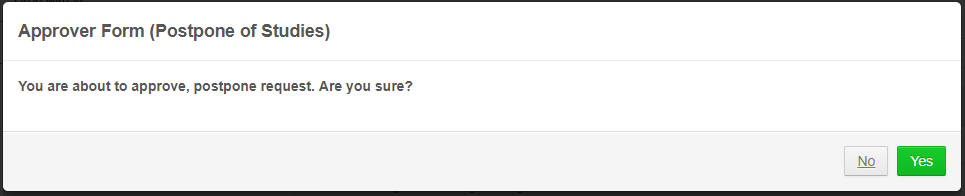 Approver Form (Postpone of Studies)
You are about to approve, postpone request. Are you sure?
No
Yes